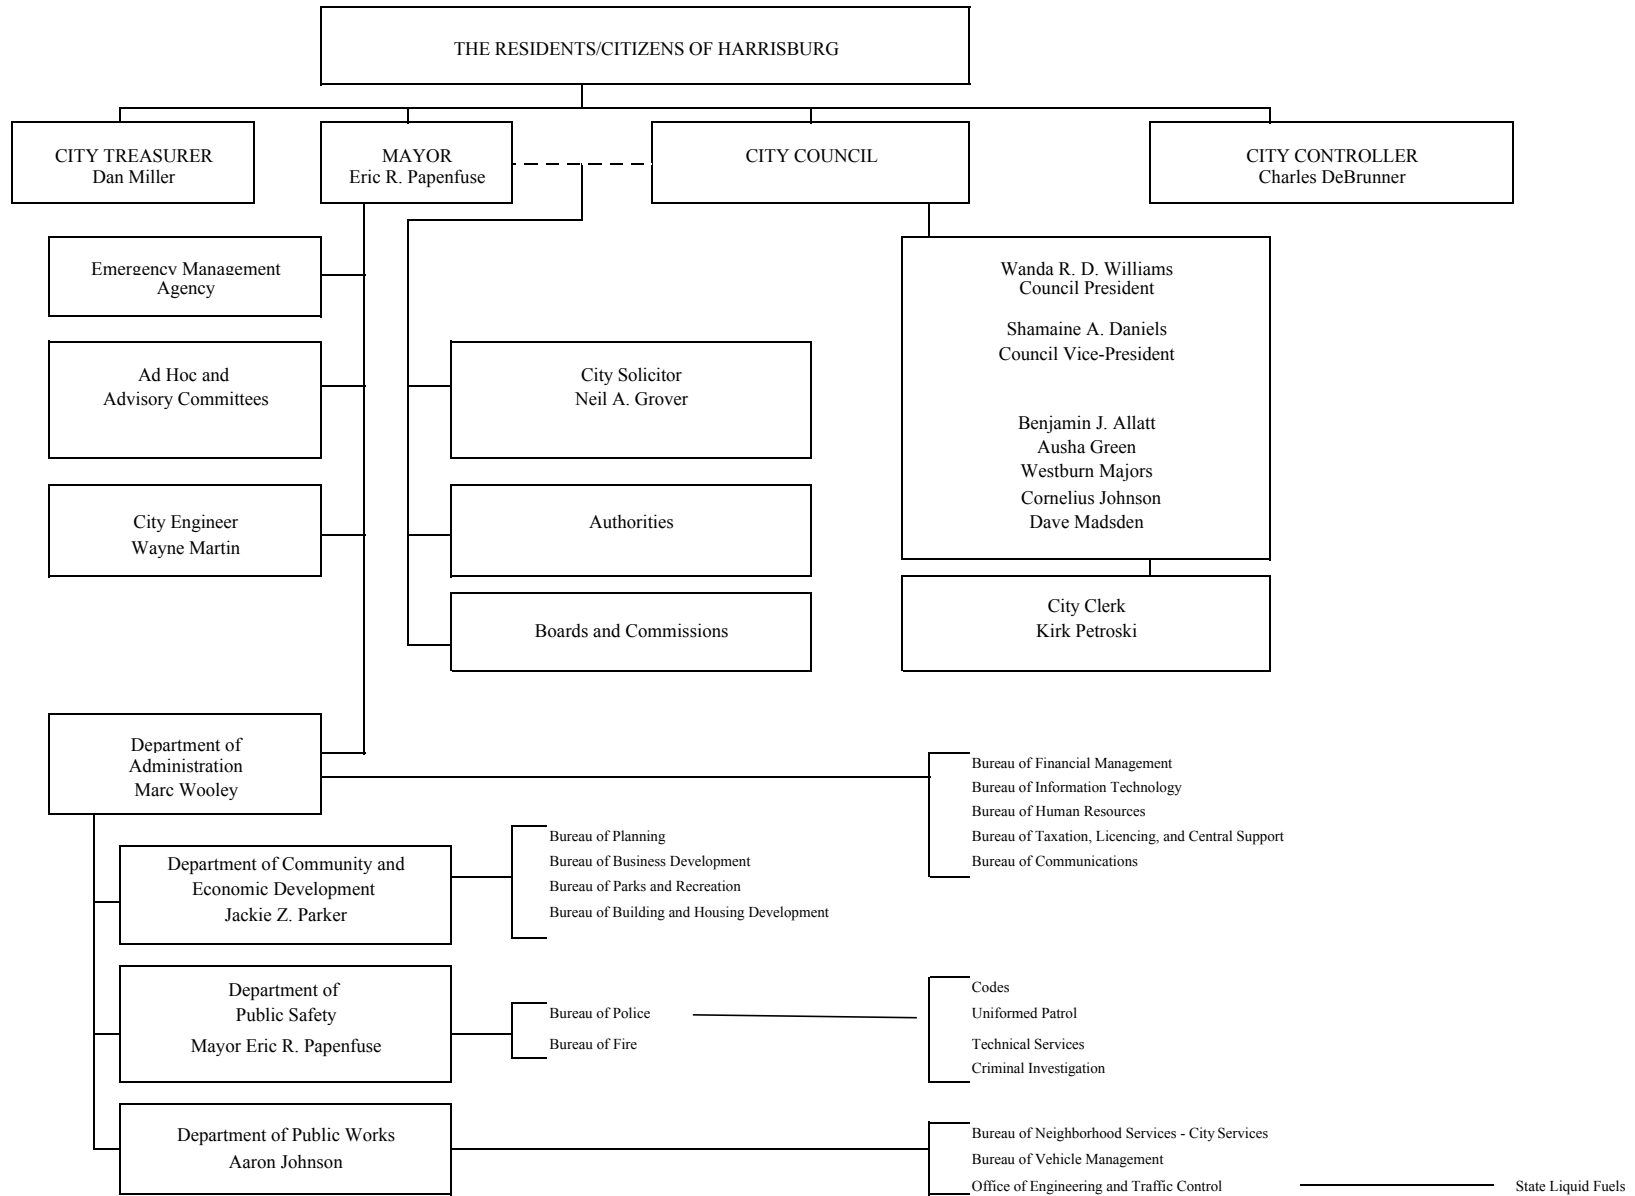 THE RESIDENTS/CITIZENS OF HARRISBURG
CITY TREASURER
Dan Miller
MAYOR
Eric R. Papenfuse
CITY COUNCIL
CITY CONTROLLER
Charles DeBrunner
Emergency Management
Agency
Ad Hoc and
Advisory Committees
City Engineer
Wayne Martin
City Solicitor
Neil A. Grover
Authorities
Boards and Commissions
Wanda R. D. Williams
Council President
Shamaine A. Daniels
Council Vice-President
Benjamin J. Allatt
Ausha Green
Westburn Majors
Cornelius Johnson
Dave Madsden
City Clerk
Kirk Petroski
Department of
Administration
Marc Wooley
Bureau of Financial Management
Bureau of Information Technology
Bureau of Human Resources
Bureau of Taxation, Licencing, and Central Support
Bureau of Communications
Department of Community and
Economic Development
Jackie Z. Parker
Bureau of Planning
Bureau of Business Development
Bureau of Parks and Recreation
Bureau of Building and Housing Development
Department of
Public Safety
Mayor Eric R. Papenfuse
Bureau of Police
Bureau of Fire
Codes
Uniformed Patrol
Technical Services
Criminal Investigation
Department of Public Works
Aaron Johnson
Bureau of Neighborhood Services - City Services
Bureau of Vehicle Management
Office of Engineering and Traffic Control
State Liquid Fuels